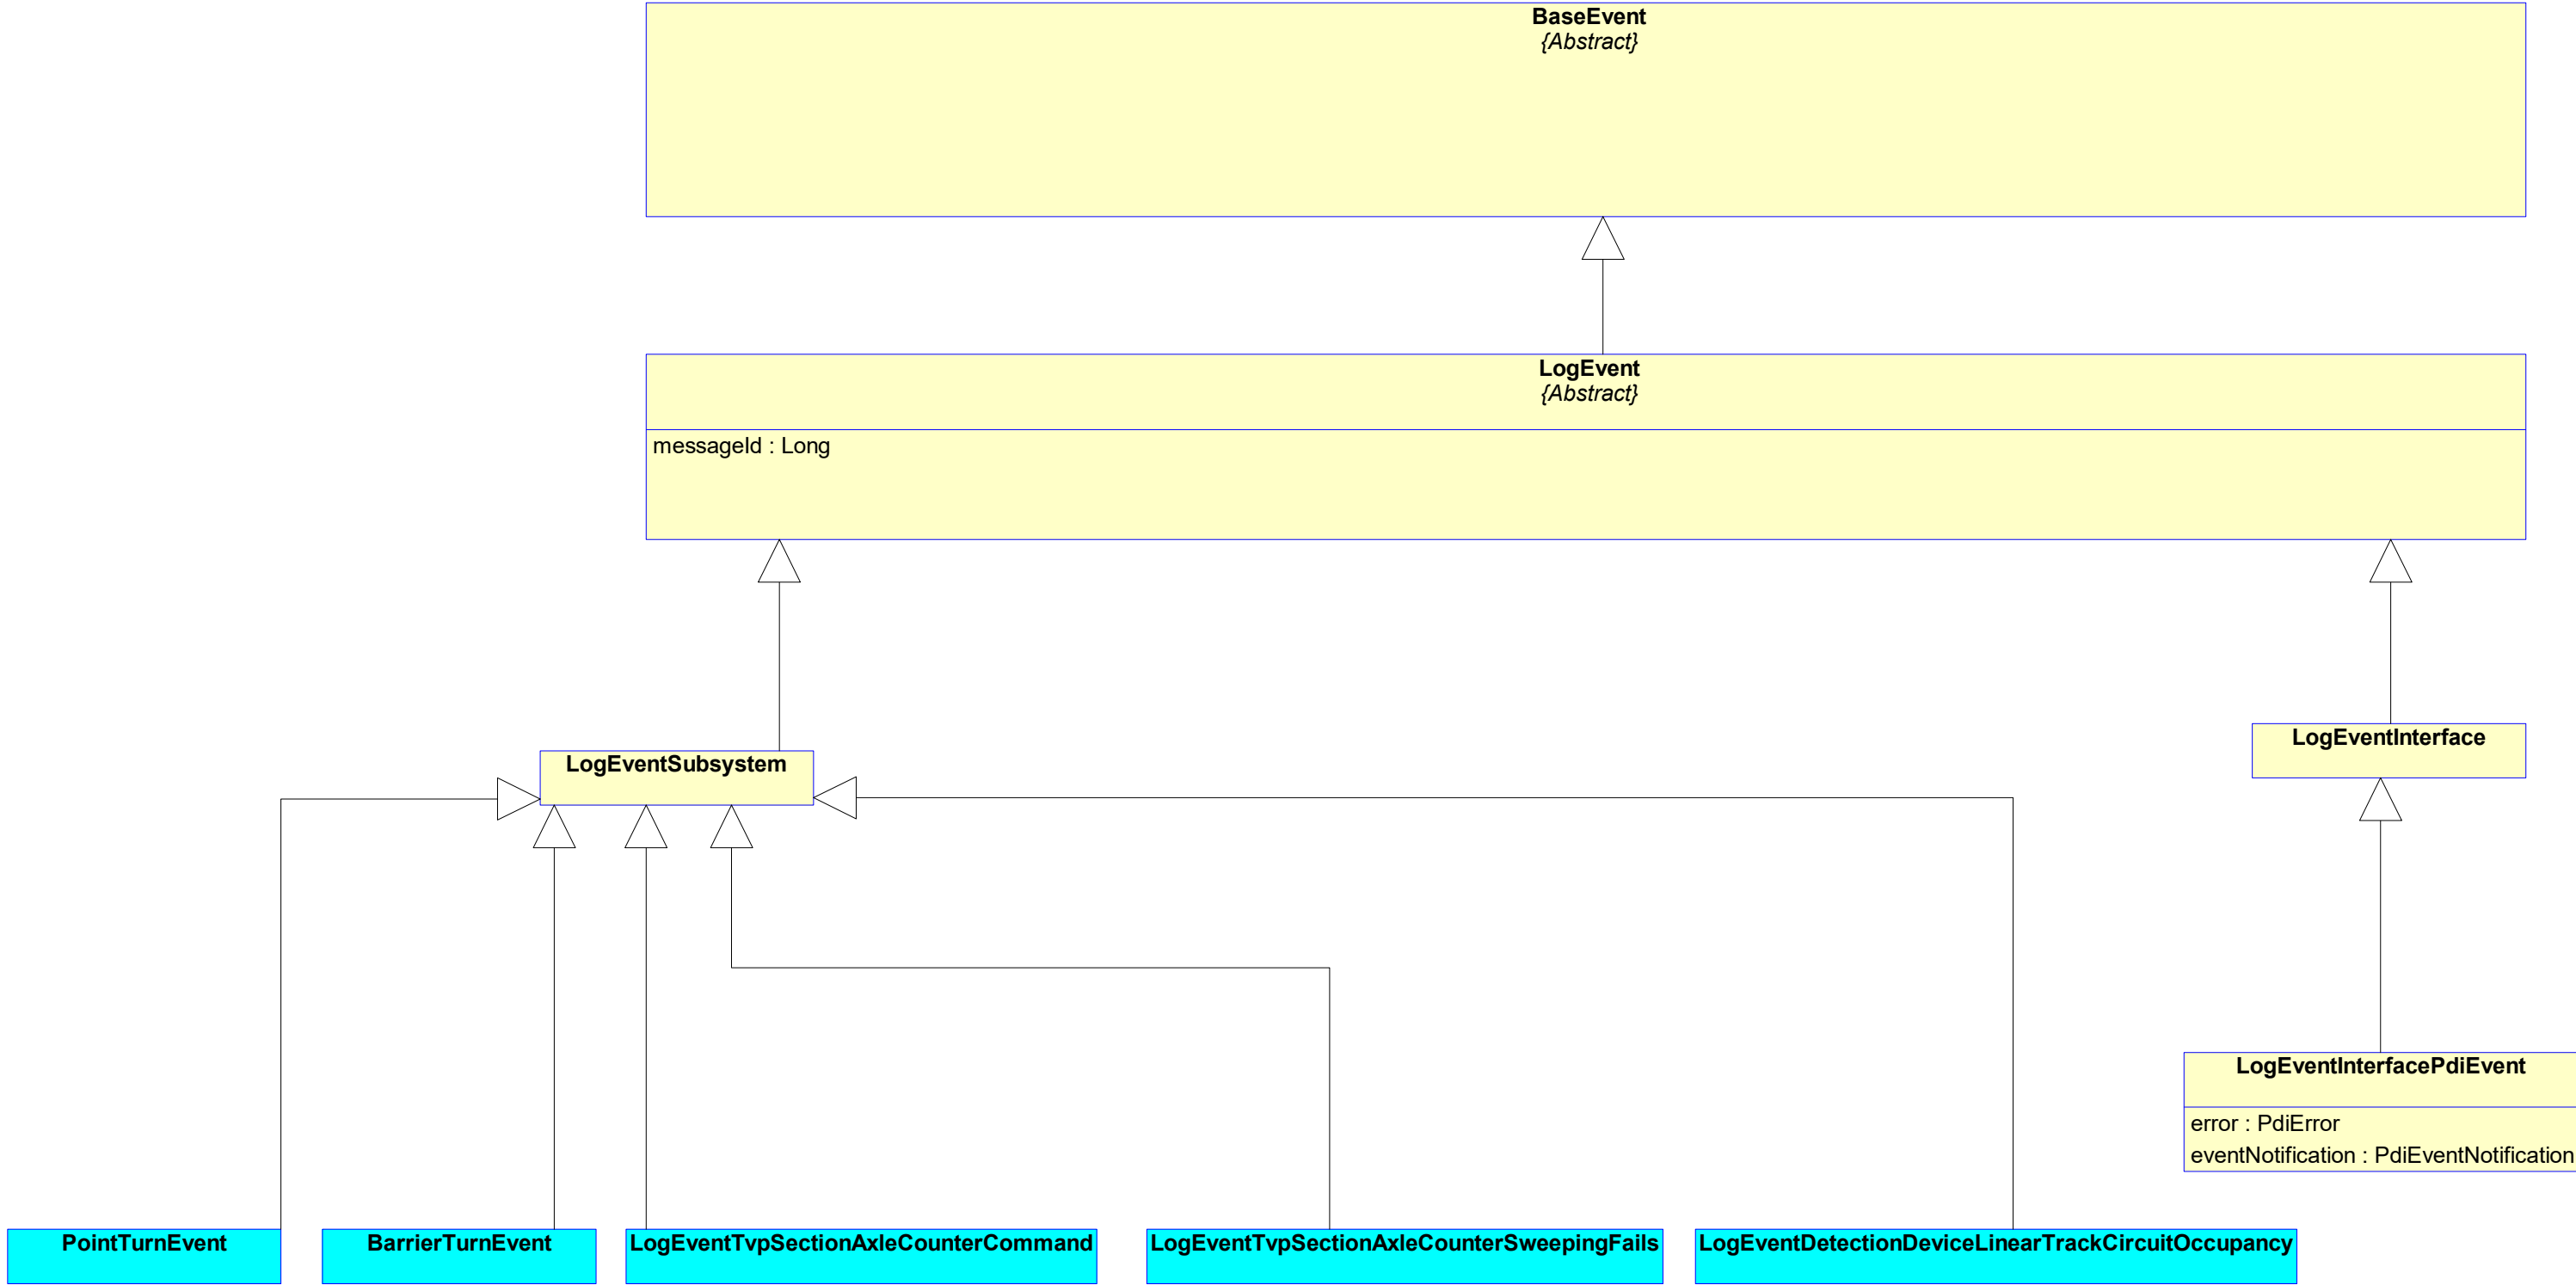 BaseEvent
{Abstract}
LogEvent
{Abstract}
messageId : Long
LogEventSubsystem
LogEventInterface
LogEventInterfacePdiEvent
error : PdiError
eventNotification : PdiEventNotification
PointTurnEvent
BarrierTurnEvent
LogEventTvpSectionAxleCounterCommand
LogEventTvpSectionAxleCounterSweepingFails
LogEventDetectionDeviceLinearTrackCircuitOccupancy